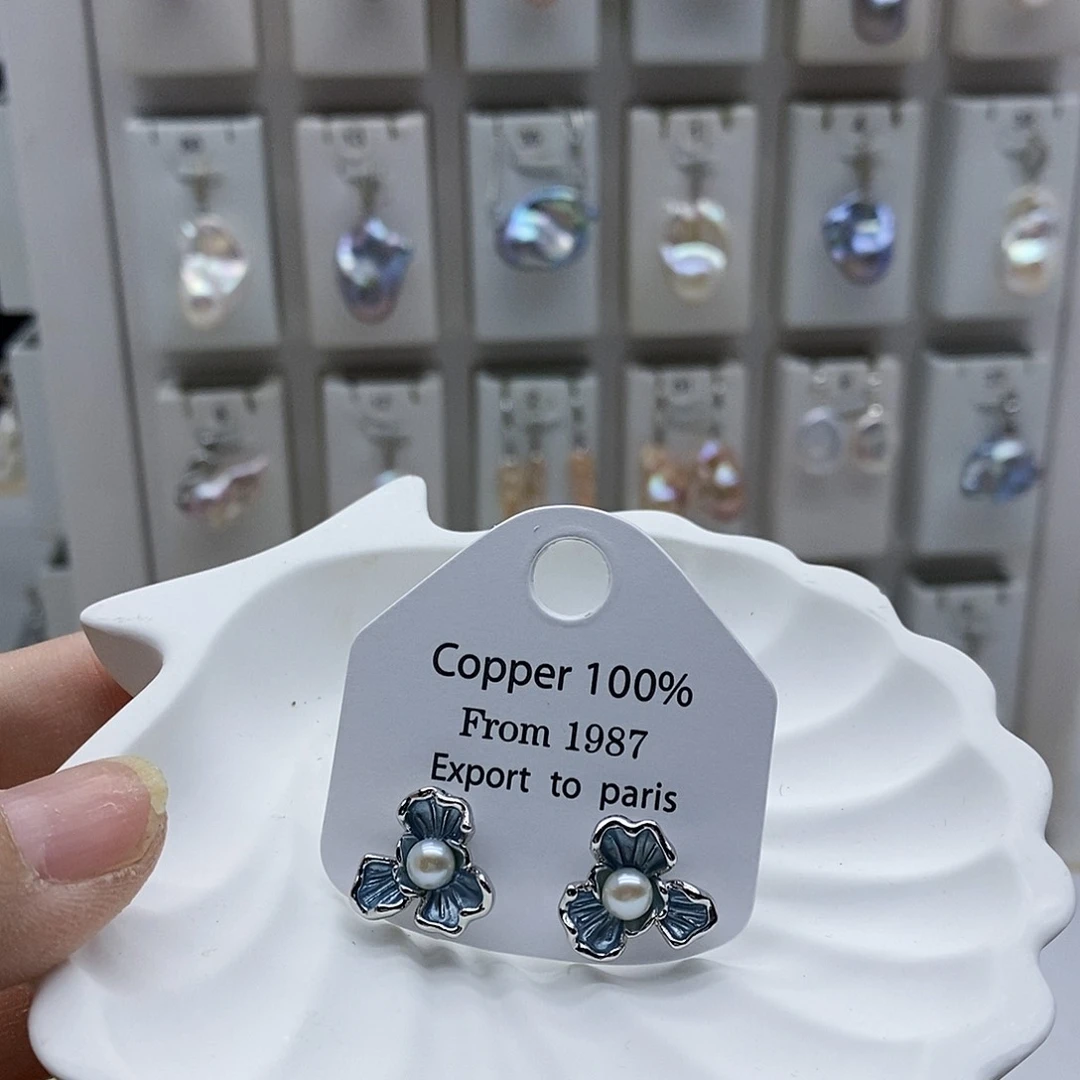 Copper 100%
From 1987
Export to paris